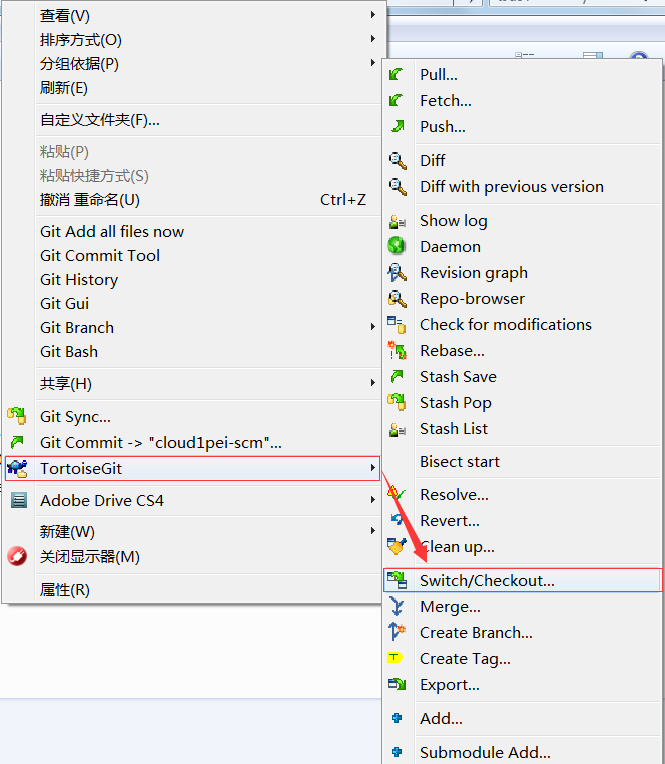 查看(V)
排序方式(O)
分组依据(P)
刷新(E)
自定义文件夹(F)...
粘贴(P)
粘贴快捷方式(S)
撤消 重命名(U) Ctrl+Z
Git Add all files now
Git Commit Tool
Git History
Git Gui
Git Branch
Git Bash
共享(H)
Git Sync...
Git Commit -> "cloud1pei-scm"...
TortoiseGit
Adobe Drive CS4
新建(W)
关闭显示器(M)
属性(R)
Pull...
Fetch...
Push...
Diff
Diff with previous version
Show log
Daemon
Revision graph
Repo-browser
Check for modifications
Rebase...
Stash Save
Stash Pop
Stash List
Bisect start
Resolve...
Revert...
Clean up...
Switch/Checkout...
Merge...
Create Branch...
Create Tag...
Export...
Add...
Submodule Add...